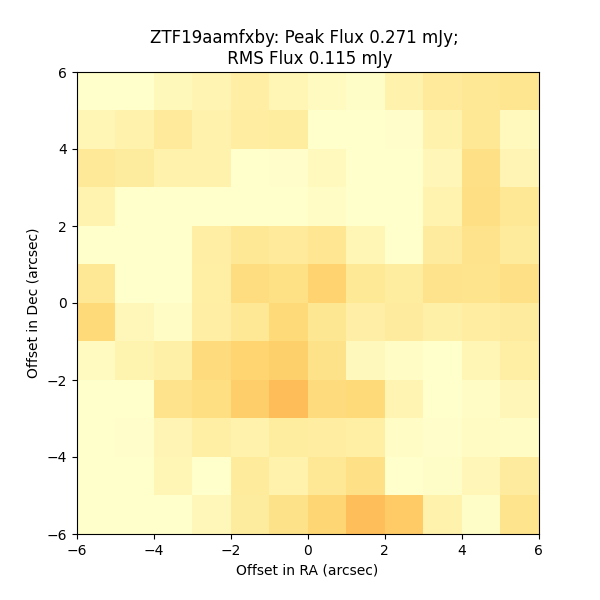 ZTF19aamfxby: Peak Flux 0.271 mJy;
RMS Flux 0.115 mJy
6
4
2
0
−2
−4
−6
Offset in Dec (arcsec)
−6 −4 −2 0 2 4 6
Offset in RA (arcsec)